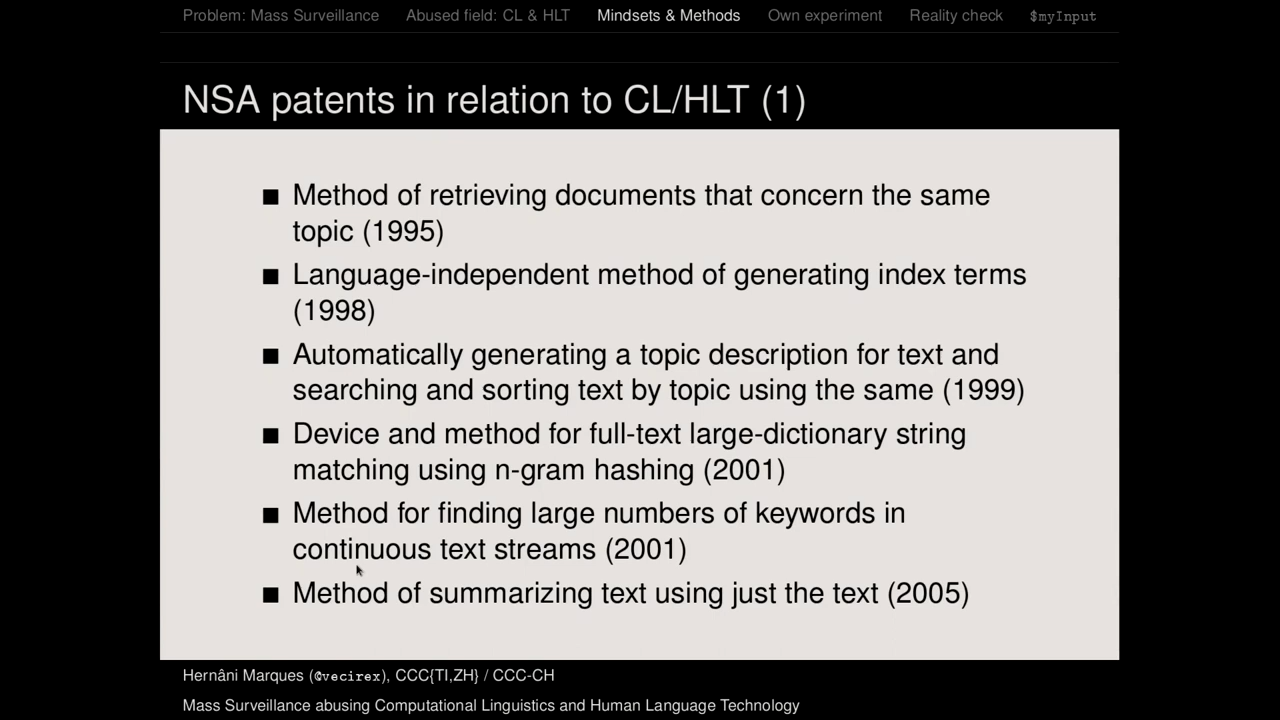 Problem: Mass Surveillance Abused field: CL & HLT Mindsets & Methods Own experiment Reality check $myInput
NSA patents in relation to CL/HLT (1)
■ Method of retrieving documents that concern the same
topic (1995)
■ Language-independent method of generating index terms
(1998)
■ Automatically generating a topic description for text and
searching and sorting text by topic using the same (1999)
■ Device and method for full-text large-dictionary string
matching using n-gram hashing (2001)
■ Method for finding large numbers of keywords in
continuous text streams (2001)
■ Method of summarizing text using just the text (2005)
Hernâni Marques (@vecirex), CCC{TI,ZH} / CCC-CH
Mass Surveillance abusing Computational Linguistics and Human Language Technology